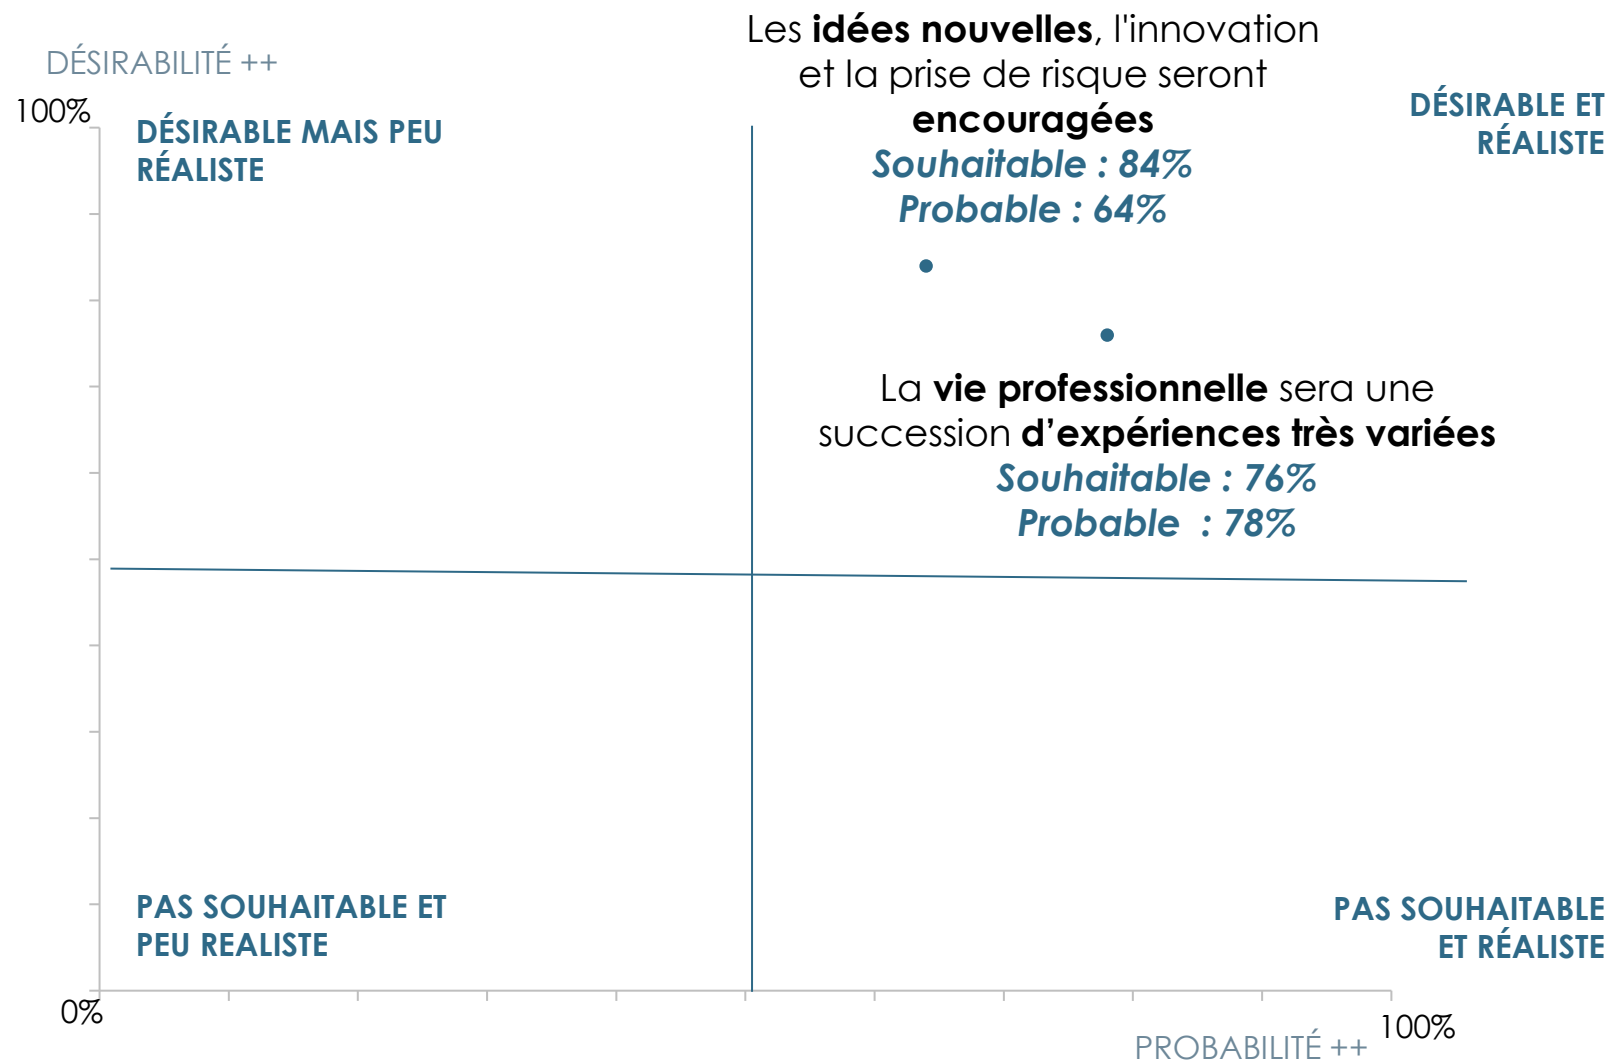 Les idées nouvelles, l'innovation
et la prise de risque seront
encouragées
Souhaitable : 84%
Probable : 64%
DÉSIRABILITÉ ++
100%
DÉSIRABLE MAIS PEU
RÉALISTE
DÉSIRABLE ET
RÉALISTE
La vie professionnelle sera une
succession d’expériences très variées
Souhaitable : 76%
Probable  : 78%
PAS SOUHAITABLE ET
PEU REALISTE
PAS SOUHAITABLE
ET RÉALISTE
0%
100%
PROBABILITÉ ++